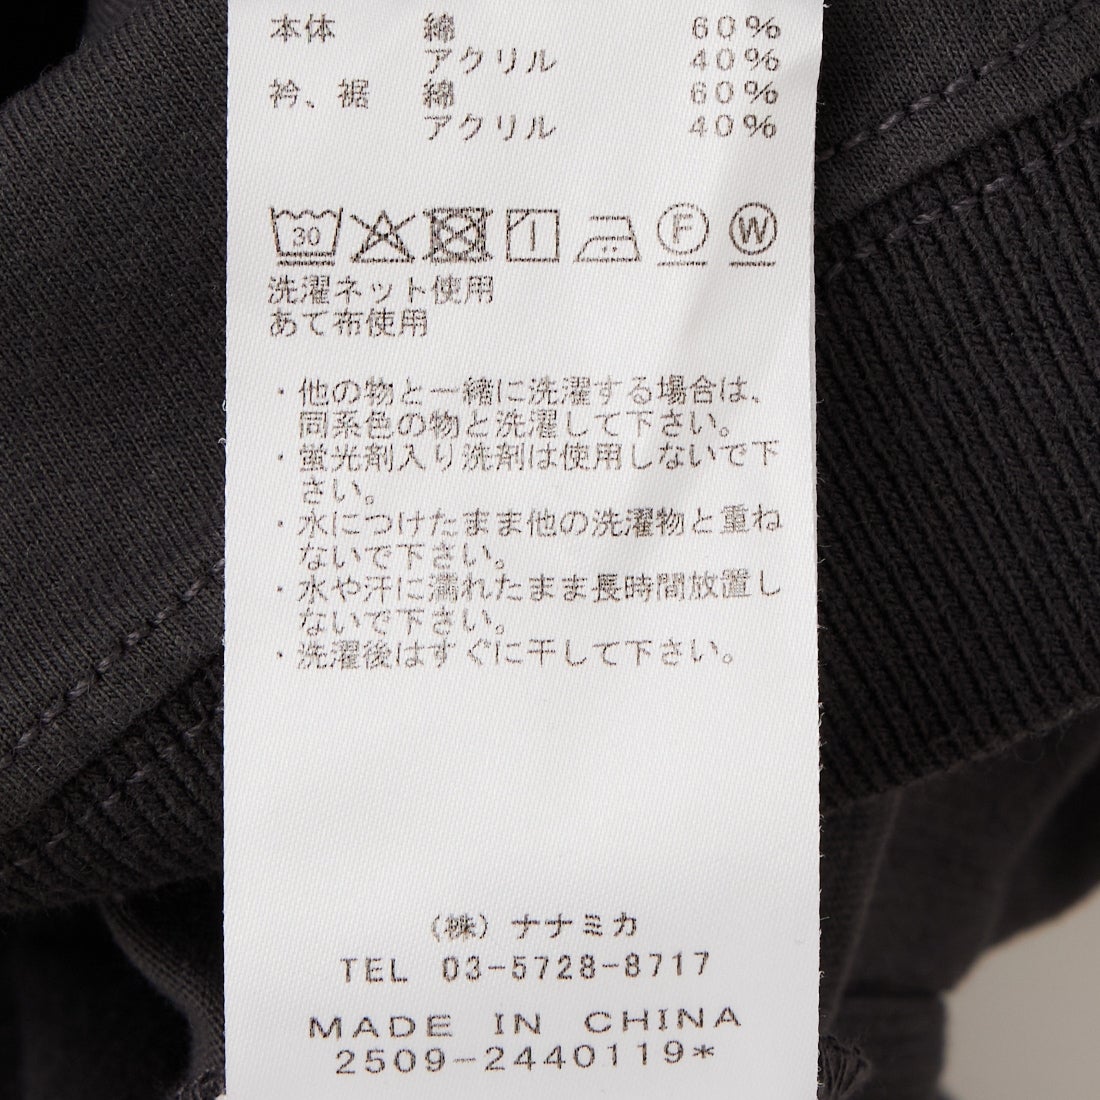 本体 綿 60%
アクリル 40%
衿、裾 綿 60%
アクリル 40%
30 F W
洗濯ネット使用
あて布使用
・他の物と一緒に洗濯する場合は、
同系色の物と洗濯して下さい。
・蛍光剤入り洗剤は使用しないで下
さい。
・水につけたまま他の洗濯物と重ね
ないで下さい。
・水や汗に濡れたまま長時間放置し
ないで下さい。
・洗濯後はすぐに干して下さい。
(株)ナナミカ
TEL 03-5728-8717
MADE IN CHINA
2509-2440119*